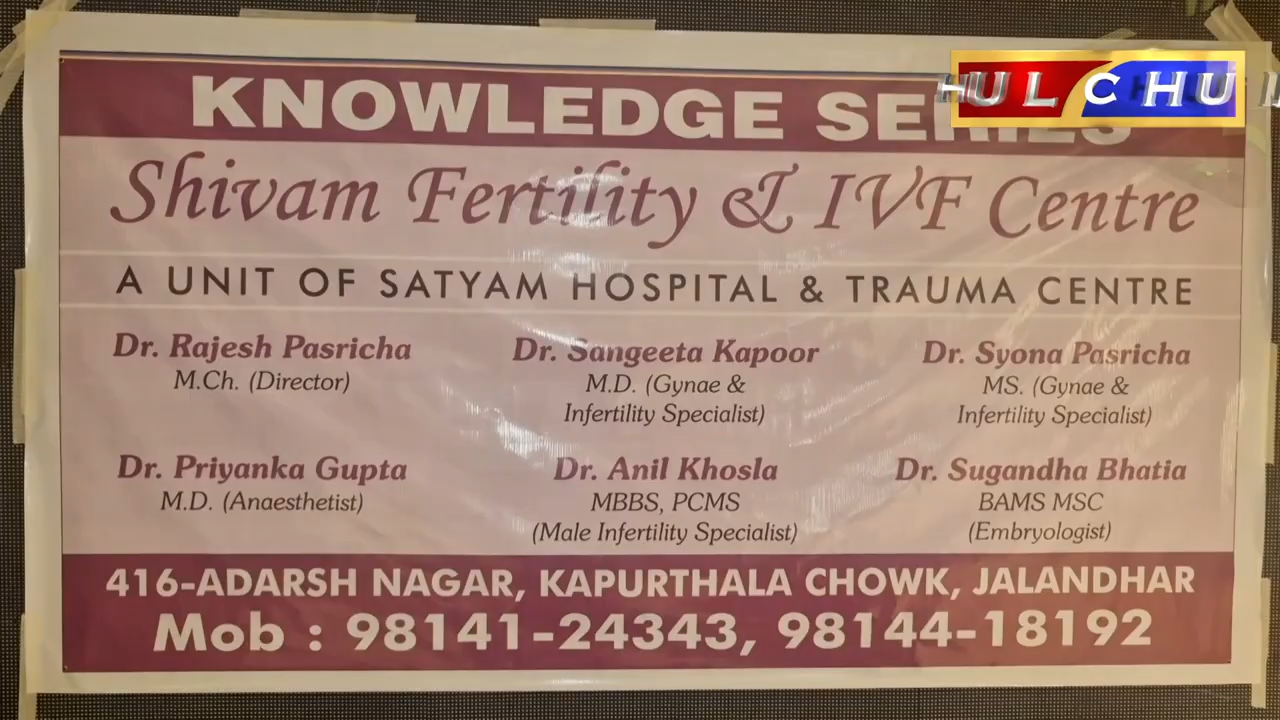 KNOWLEDGE SERIES
HULCHUL
Shivam Fertility & IVF Centre
A UNIT OF SATYAM HOSPITAL & TRAUMA CENTRE
Dr. Rajesh Pasricha
M.Ch. (Director)
Dr. Sangeeta Kapoor
M.D. (Gynae &
Infertility Specialist)
Dr. Syona Pasricha
MS. (Gynae &
Infertility Specialist)
Dr. Priyanka Gupta
M.D. (Anaesthetist)
Dr. Anil Khosla
MBBS, PCMS
(Male Infertility Specialist)
Dr. Sugandha Bhatia
BAMS MSC
(Embryologist)
416-ADARSH NAGAR, KAPURTHALA CHOWK, JALANDHAR
Mob : 98141-24343, 98144-18192